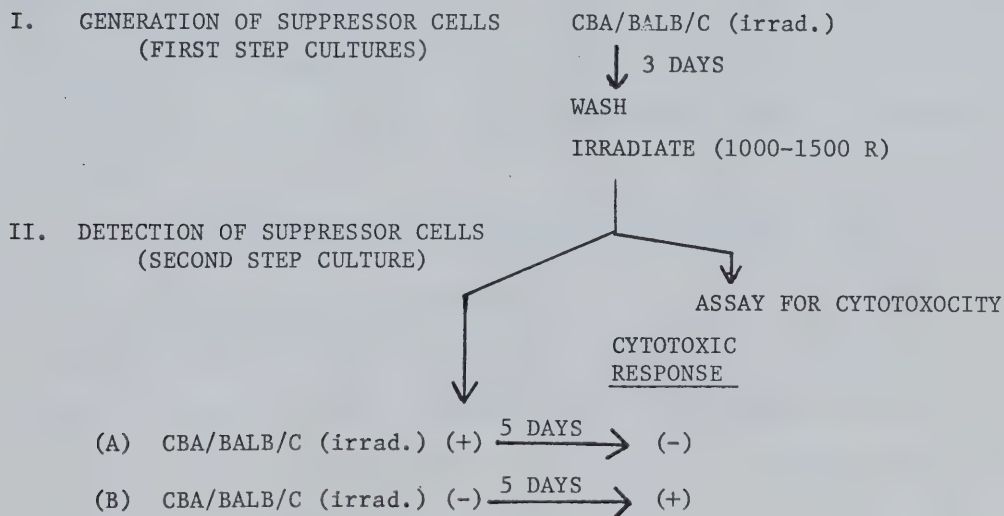 I. GENERATION OF SUPPRESSOR CELLS
(FIRST STEP CULTURES)
CBA/BALB/C (irrad.)
3 DAYS
WASH
IRRADIATE (1000-1500 R)
II. DETECTION OF SUPPRESSOR CELLS
(SECOND STEP CULTURE)
ASSAY FOR CYTOTOXOCITY
CYTOTOXIC
RESPONSE
(A) CBA/BALB/C (irrad.) (+) 5 DAYS (-)
(B) CBA/BALB/C (irrad.) (-) 5 DAYS (+)